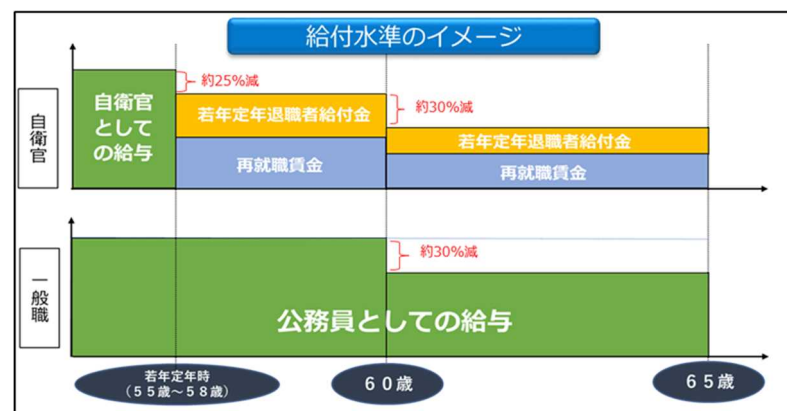 給付水準のイメージ
自衛官
自衛官
として
の給与
約25%減
若年定年退職者給付金
再就職賃金
約30%減
若年定年退職者給付金
再就職賃金
一般職
約30%減
公務員としての給与
若年定年時
(55歳~58歳)
60歳
65歳